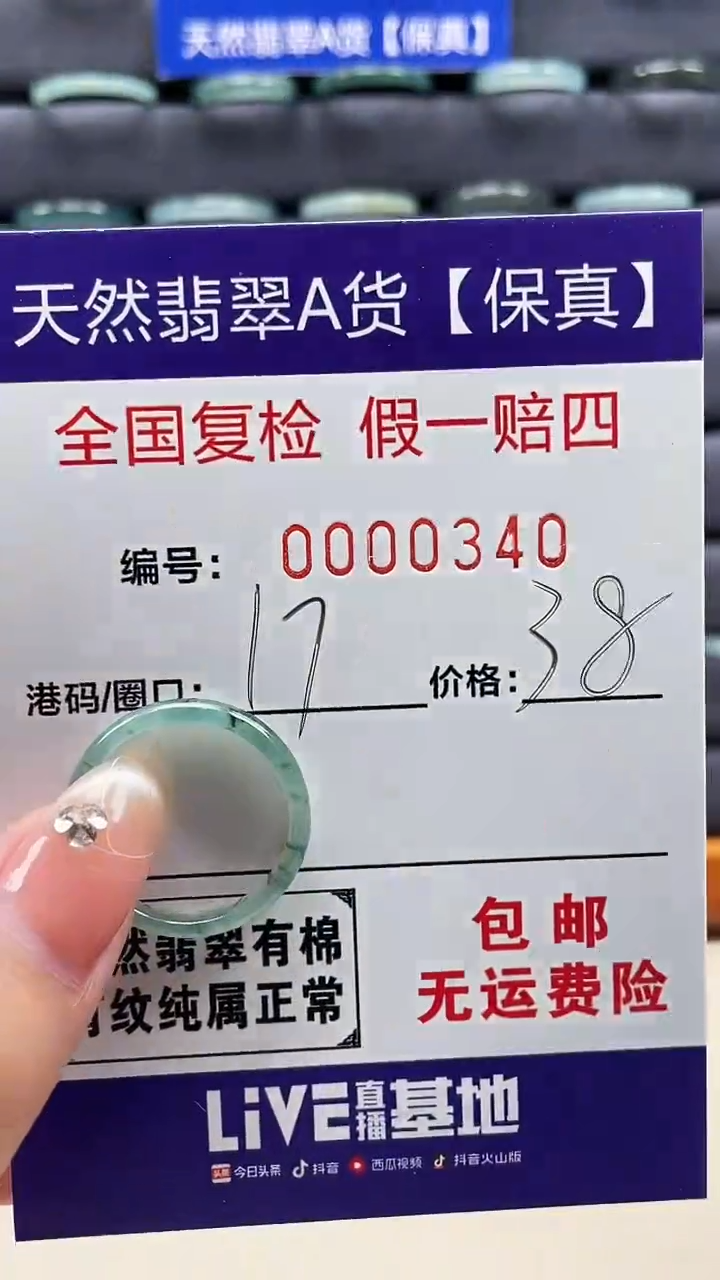 天然翡翠A货【保真】
天然翡翠A货【保真】
全国复检 假一赔四
编号: 0000340
港码/圈口: 17 价格: 38
然翡翠有棉
纹纯属正常
包邮
无运费险
LiVE直播基地
今日头条 抖音 西瓜视频 抖音火山版